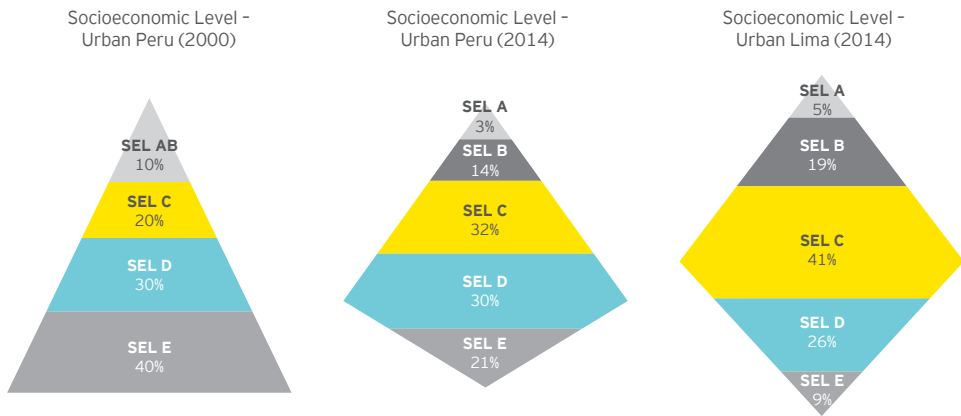 Socioeconomic Level –
Urban Peru (2000)
SEL AB
10%
SEL C
20%
SEL D
30%
SEL E
40%
Socioeconomic Level –
Urban Peru (2014)
SEL A
3%
SEL B
14%
SEL C
32%
SEL D
30%
SEL E
21%
Socioeconomic Level –
Urban Lima (2014)
SEL A
5%
SEL B
19%
SEL C
41%
SEL D
26%
SEL E
9%